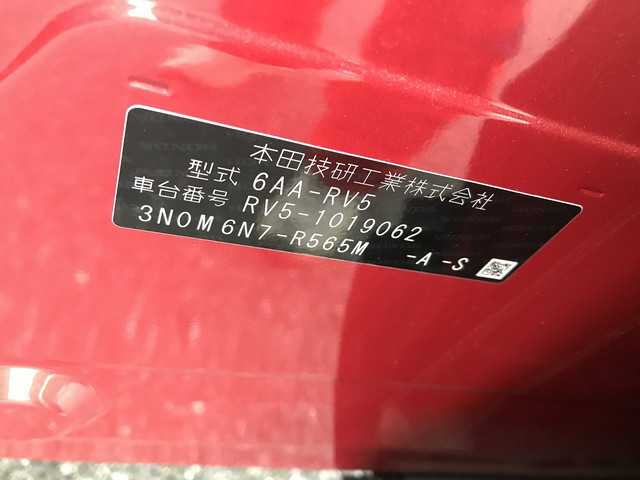 本田技研工業株式会社
型式 6AA-RV5
車台番号 RV5-1019062
3N0M6N7-R565M -A -S